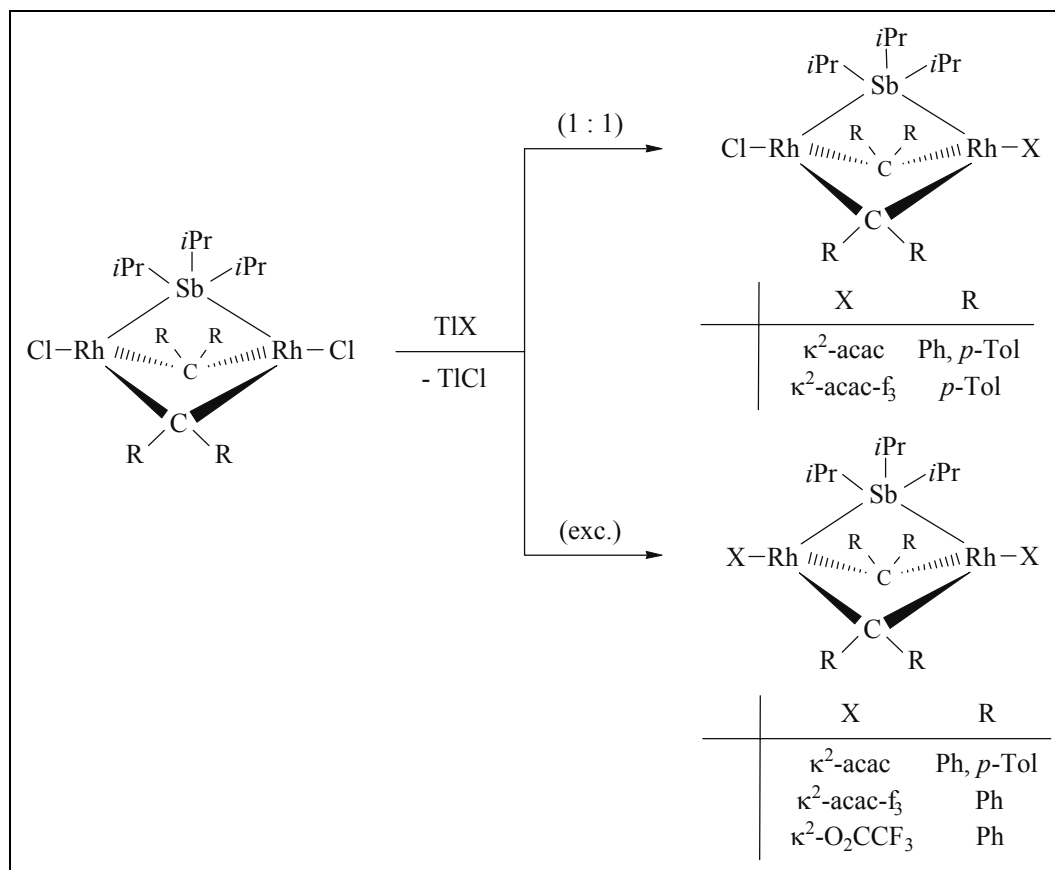 iPr
iPr iPr
Sb
R R
Cl Rh Rh Cl
C
C
R R
TlX
- TlCl
(1 : 1)
iPr
iPr iPr
Sb
R R
Cl Rh Rh X
C
C
R R
X R
κ²-acac Ph, p-Tol
κ²-acac-f₃ p-Tol
(exc.)
iPr
iPr iPr
Sb
R R
X Rh Rh X
C
C
R R
X R
κ²-acac Ph, p-Tol
κ²-acac-f₃ Ph
κ²-O₂CCF₃ Ph